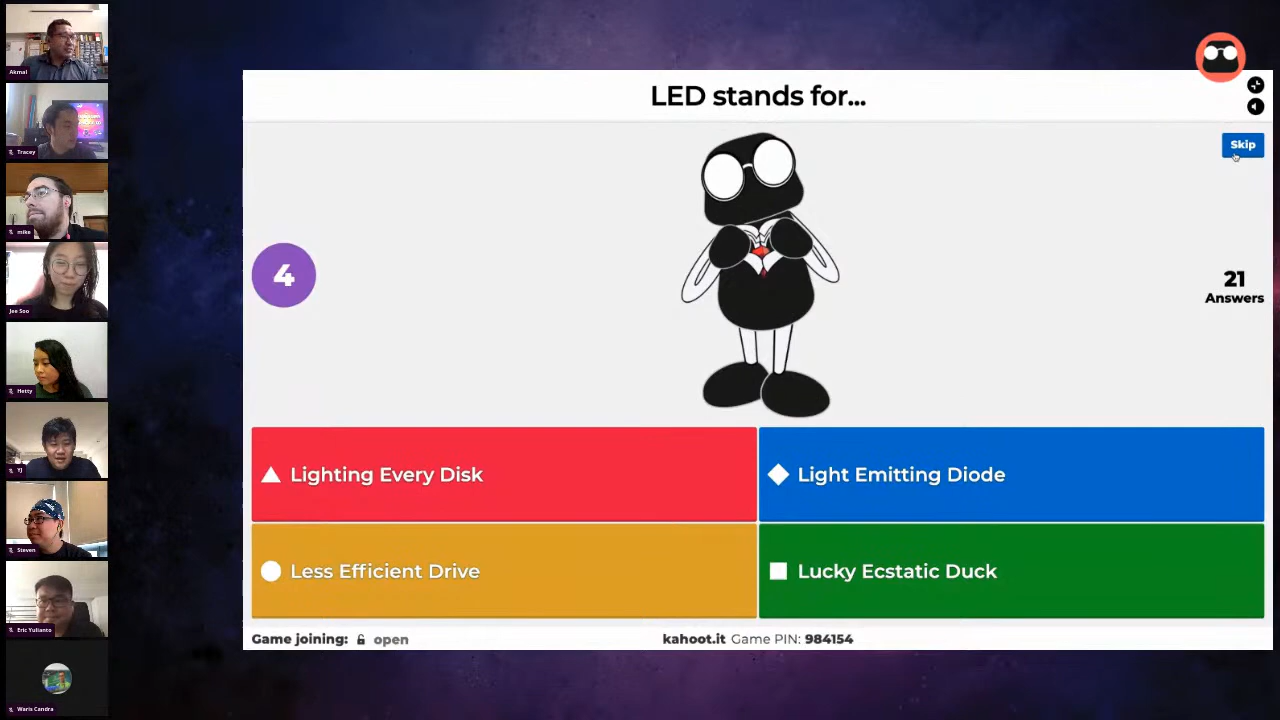 Akmal
Tracey
mike
Jee Soo
Hetty
YJ
Steven
Eric Yulianto
Waris Candra
LED stands for...
Skip
4
21
Answers
Lighting Every Disk
Light Emitting Diode
Less Efficient Drive
Lucky Ecstatic Duck
Game joining: open
kahoot.it Game PIN: 984154